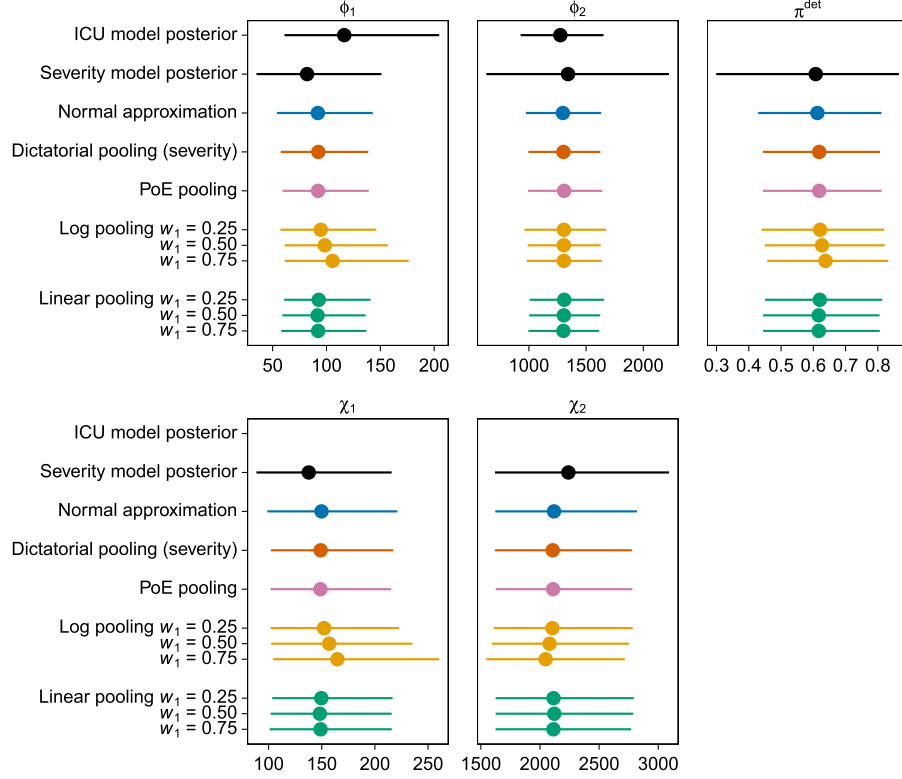 ϕ1 ϕ2 π^det
ICU model posterior
Severity model posterior
Normal approximation
Dictatorial pooling (severity)
PoE pooling
Log pooling w1 = 0.25
w1 = 0.50
w1 = 0.75
Linear pooling w1 = 0.25
w1 = 0.50
w1 = 0.75
50 100 150 200 1000 1500 2000 0.3 0.4 0.5 0.6 0.7 0.8
χ1 χ2
ICU model posterior
Severity model posterior
Normal approximation
Dictatorial pooling (severity)
PoE pooling
Log pooling w1 = 0.25
w1 = 0.50
w1 = 0.75
Linear pooling w1 = 0.25
w1 = 0.50
w1 = 0.75
100 150 200 250 1500 2000 2500 3000